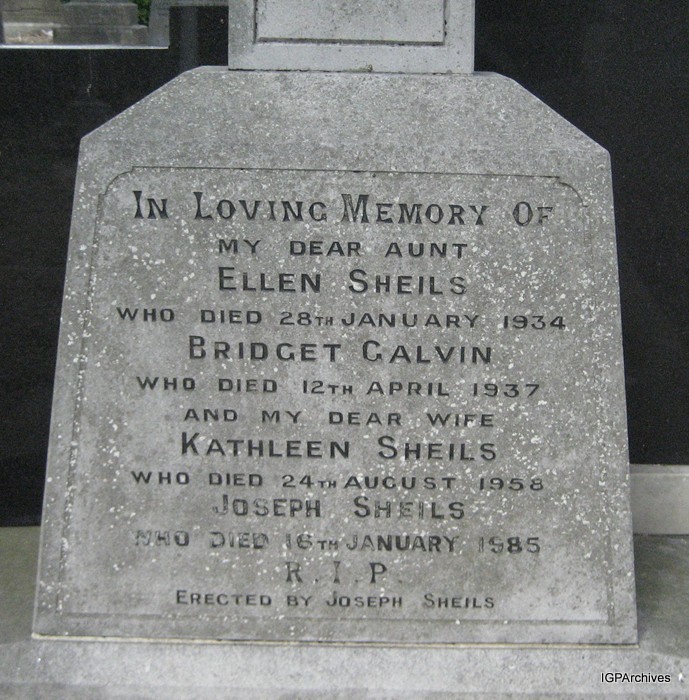 In Loving Memory Of
MY DEAR AUNT
Ellen Sheils
WHO DIED 28TH JANUARY 1934
Bridget Galvin
WHO DIED 12TH APRIL 1937
AND MY DEAR WIFE
Kathleen Sheils
WHO DIED 24TH AUGUST 1958
Joseph Sheils
WHO DIED 16TH JANUARY 1985
R.I.P.
Erected by Joseph Sheils
IGPArchives